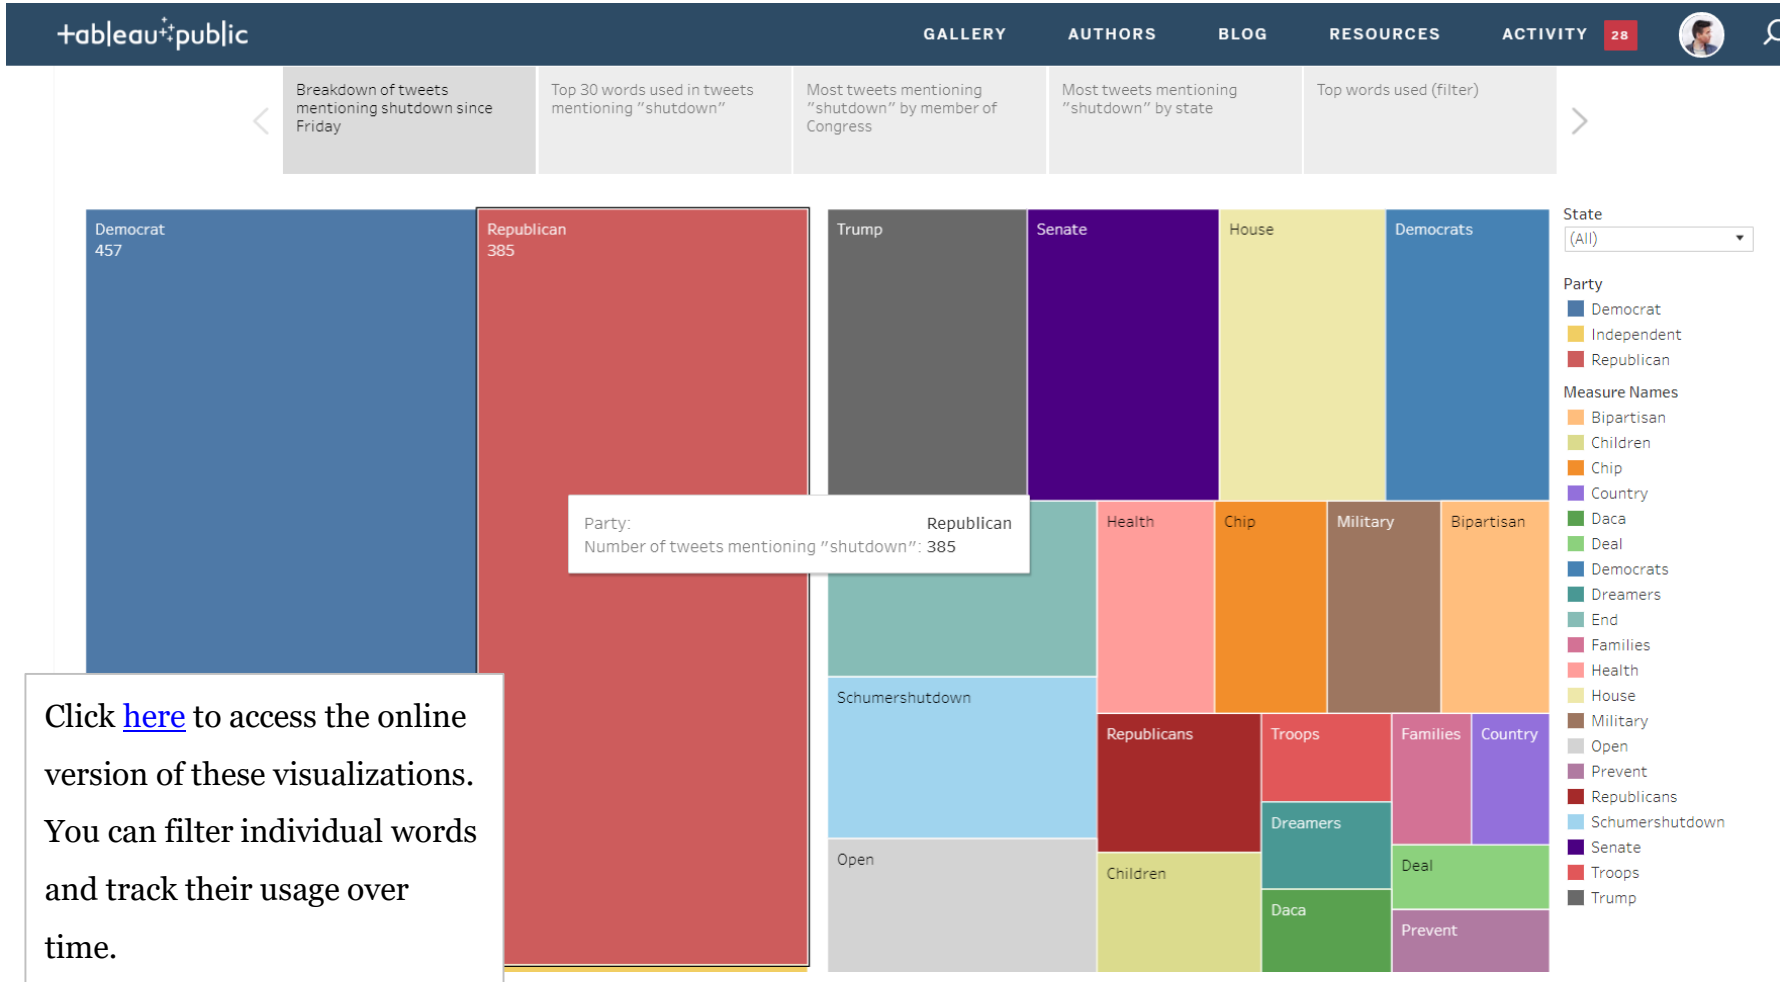 tableau public
GALLERY AUTHORS BLOG RESOURCES ACTIVITY 28
Breakdown of tweets
mentioning shutdown since
Friday
Top 30 words used in tweets
mentioning "shutdown"
Most tweets mentioning
"shutdown" by member of
Congress
Most tweets mentioning
"shutdown" by state
Top words used (filter)
Democrat
457
Republican
385
Party: Republican
Number of tweets mentioning "shutdown": 385
Trump
Senate
House
Democrats
Health
Chip
Military
Bipartisan
Schumershutdown
Republicans
Troops
Families
Country
Dreamers
Open
Children
Deal
Daca
Prevent
State
(All)
Party
Democrat
Independent
Republican
Measure Names
Bipartisan
Children
Chip
Country
Daca
Deal
Democrats
Dreamers
End
Families
Health
House
Military
Open
Prevent
Republicans
Schumershutdown
Senate
Troops
Trump
Click here to access the online
version of these visualizations.
You can filter individual words
and track their usage over
time.